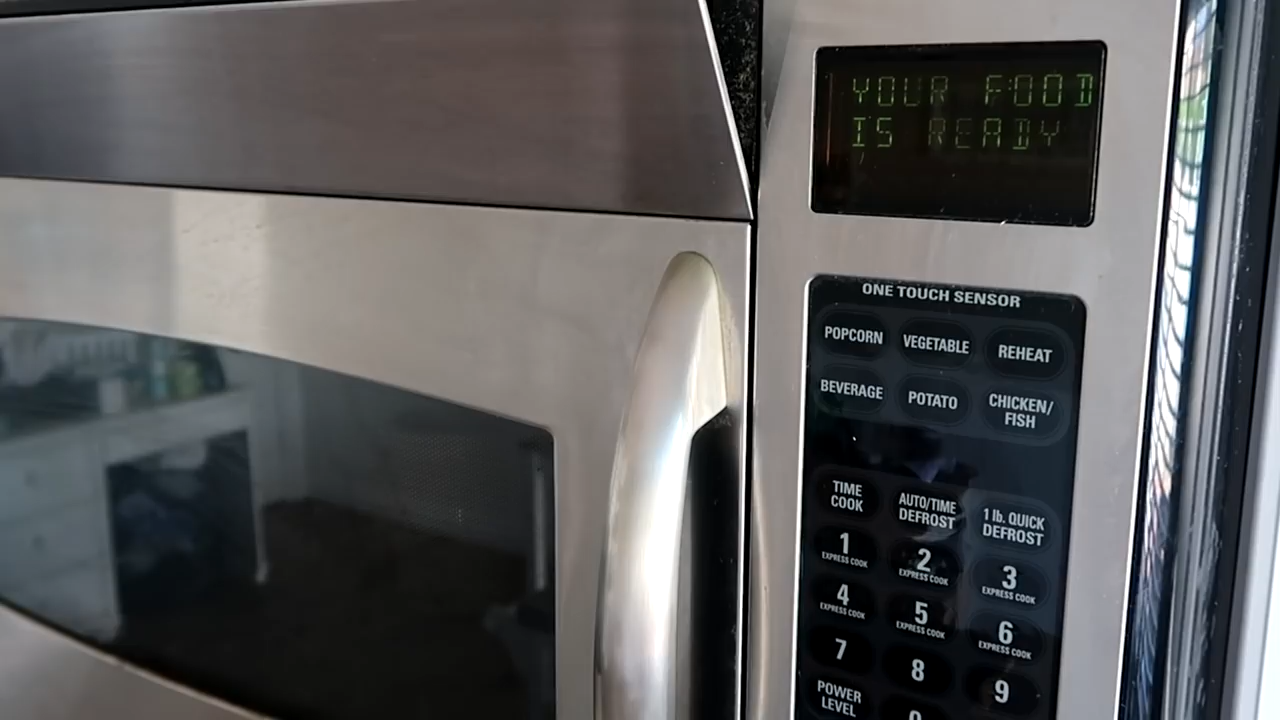 YOUR FOOD
IS READY
ONE TOUCH SENSOR
POPCORN VEGETABLE REHEAT
BEVERAGE POTATO CHICKEN/
FISH
TIME
COOK
AUTO/TIME
DEFROST
1 lb. QUICK
DEFROST
1 2 3
EXPRESS COOK EXPRESS COOK EXPRESS COOK
4 5 6
EXPRESS COOK EXPRESS COOK EXPRESS COOK
7 8 9
POWER
LEVEL